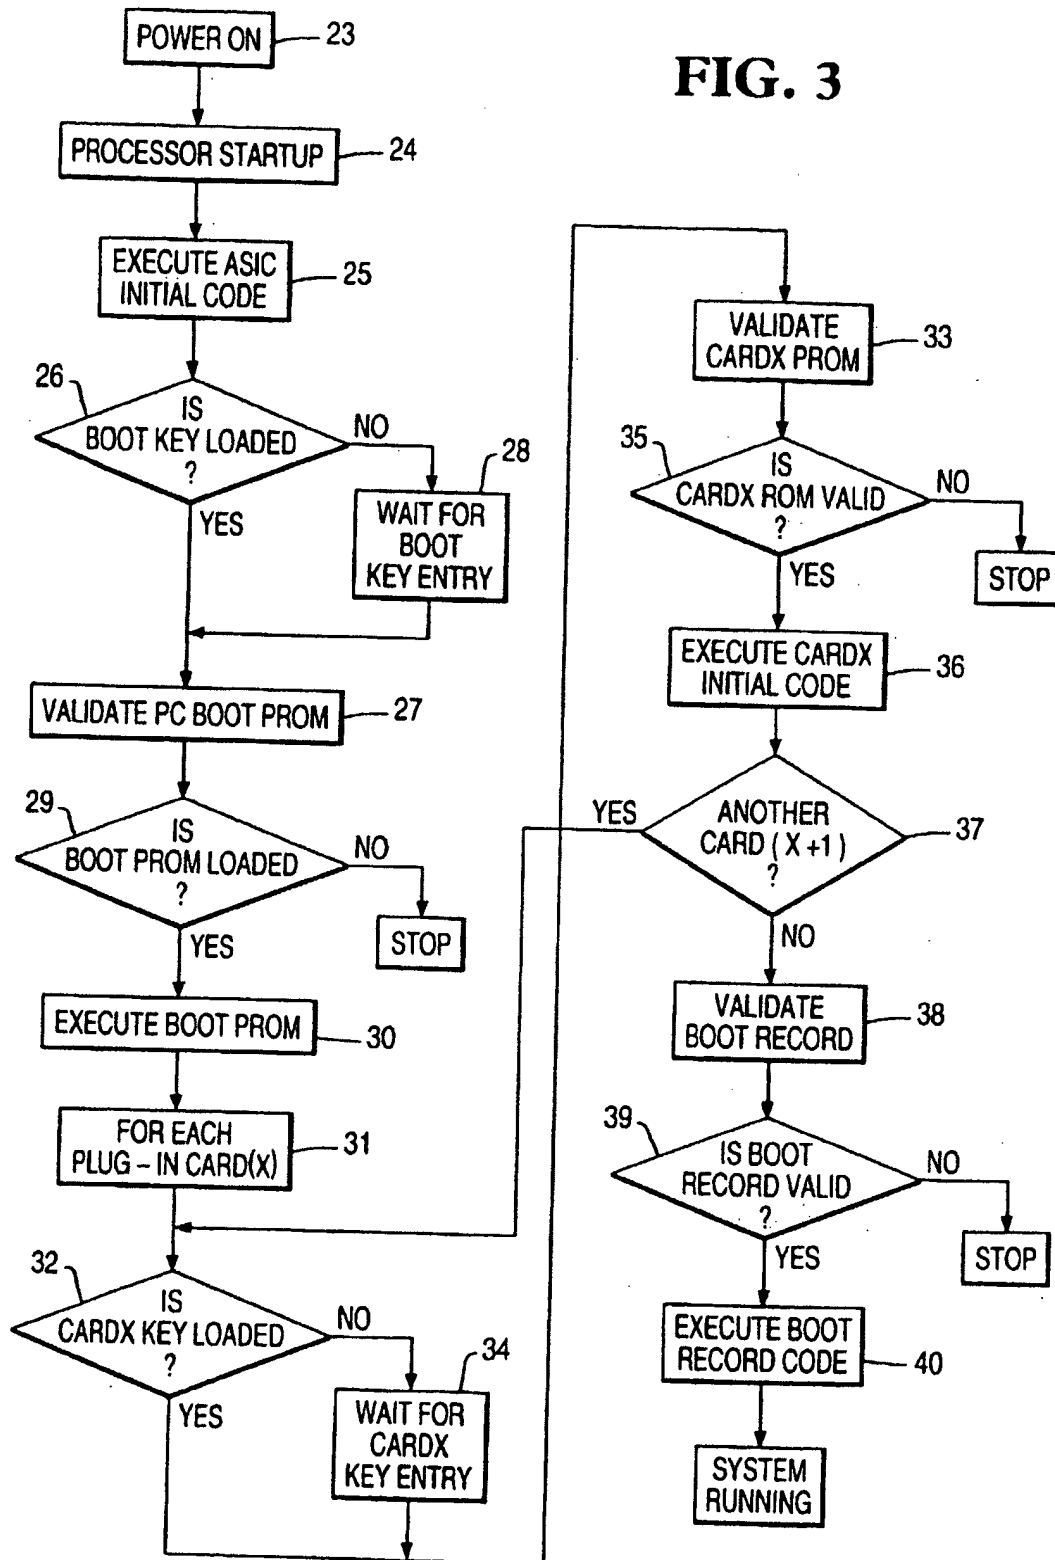 FIG. 3
POWER ON
23
PROCESSOR STARTUP
24
EXECUTE ASIC
INITIAL CODE
25
26
IS
BOOT KEY LOADED
?
NO
YES
28
WAIT FOR
BOOT
KEY ENTRY
VALIDATE PC BOOT PROM
27
29
IS
BOOT PROM LOADED
?
NO
STOP
YES
EXECUTE BOOT PROM
30
FOR EACH
PLUG - IN CARD(X)
31
32
IS
CARDX KEY LOADED
?
NO
YES
34
WAIT FOR
CARDX
KEY ENTRY
VALIDATE
CARDX PROM
33
35
IS
CARDX ROM VALID
?
NO
STOP
YES
EXECUTE CARDX
INITIAL CODE
36
YES
ANOTHER
CARD ( X +1 )
?
37
NO
VALIDATE
BOOT RECORD
38
39
IS BOOT
RECORD VALID
?
NO
STOP
YES
EXECUTE BOOT
RECORD CODE
40
SYSTEM
RUNNING